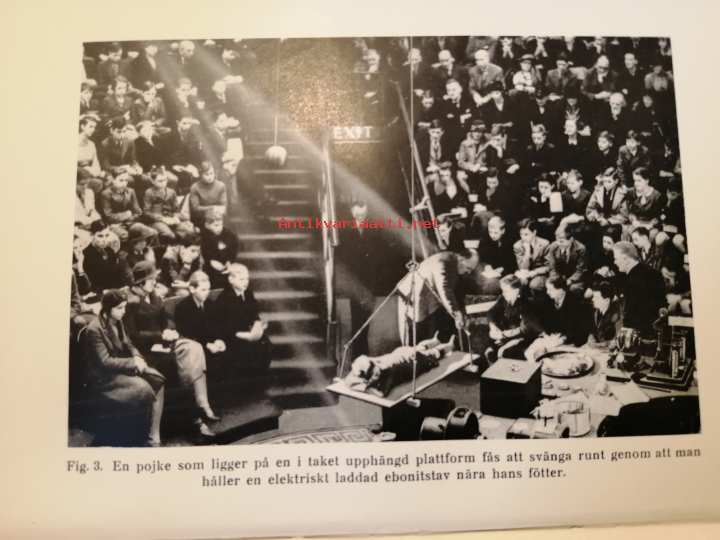 EXIT
Antikvariaatti.net
Fig. 3. En pojke som ligger på en i taket upphängd plattform fås att svänga runt genom att man
håller en elektriskt laddad ebonitstav nära hans fötter.